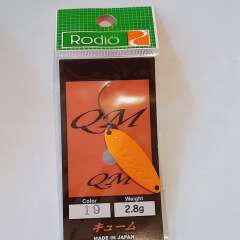 Rodio
QM
QM
Color
19
Weight
2.8g
キューム
MADE IN JAPAN